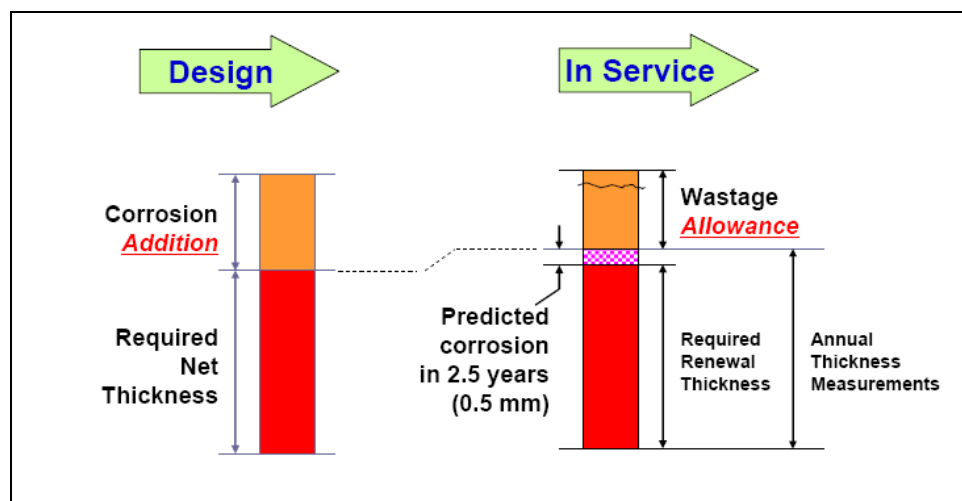 Design
In Service
Corrosion
Addition
Required
Net
Thickness
Wastage
Allowance
Predicted
corrosion
in 2.5 years
(0.5 mm)
Required
Renewal
Thickness
Annual
Thickness
Measurements